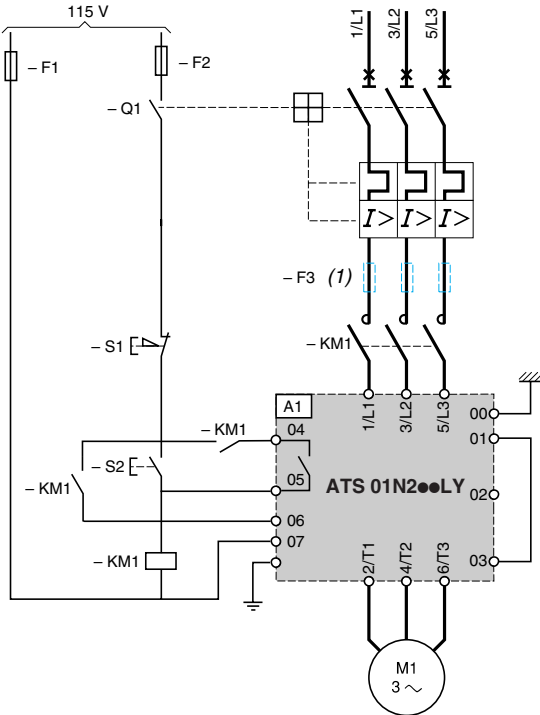 115 V
– F1
– F2
– Q1
1/L1
3/L2
5/L3
I >
I >
I >
– F3 (1)
– S1
– KM1
A1
1/L1
3/L2
5/L3
00
– KM1
04
01
– S2
05
ATS 01N2●●LY
– KM1
02
06
07
– KM1
03
2/T1
4/T2
6/T3
M1
3 ~